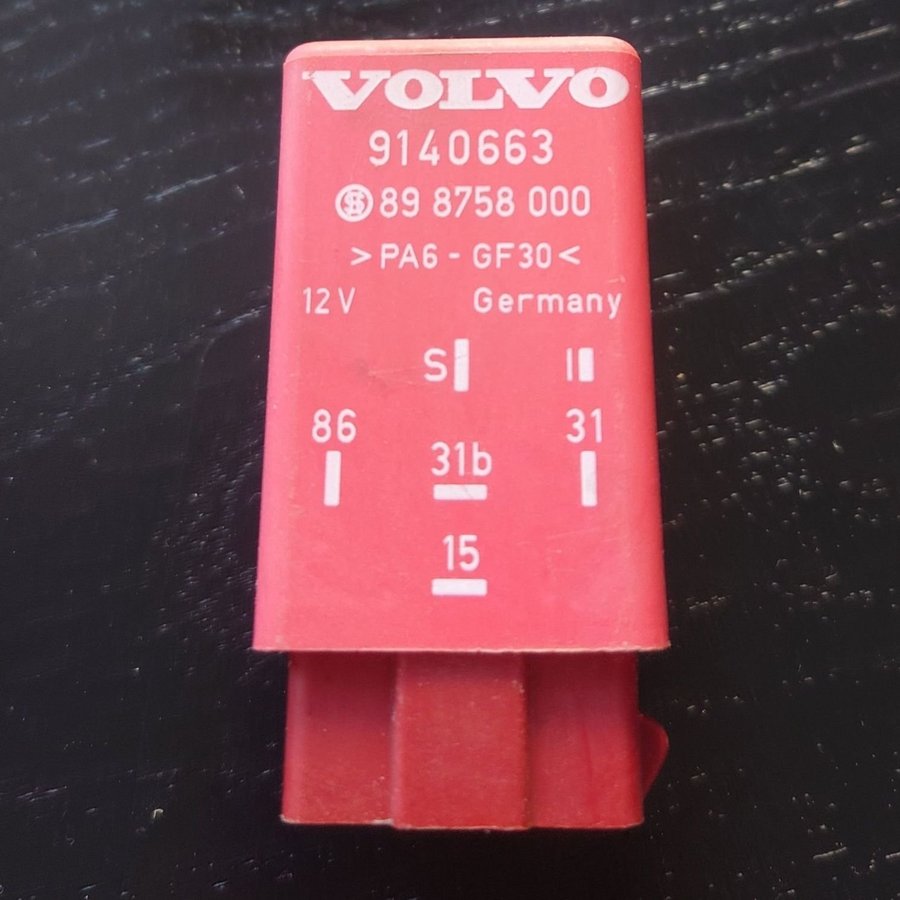 VOLVO
9140663
89 8758 000
>PA6 - GF30<
12V Germany
S I
86 31
31b
15